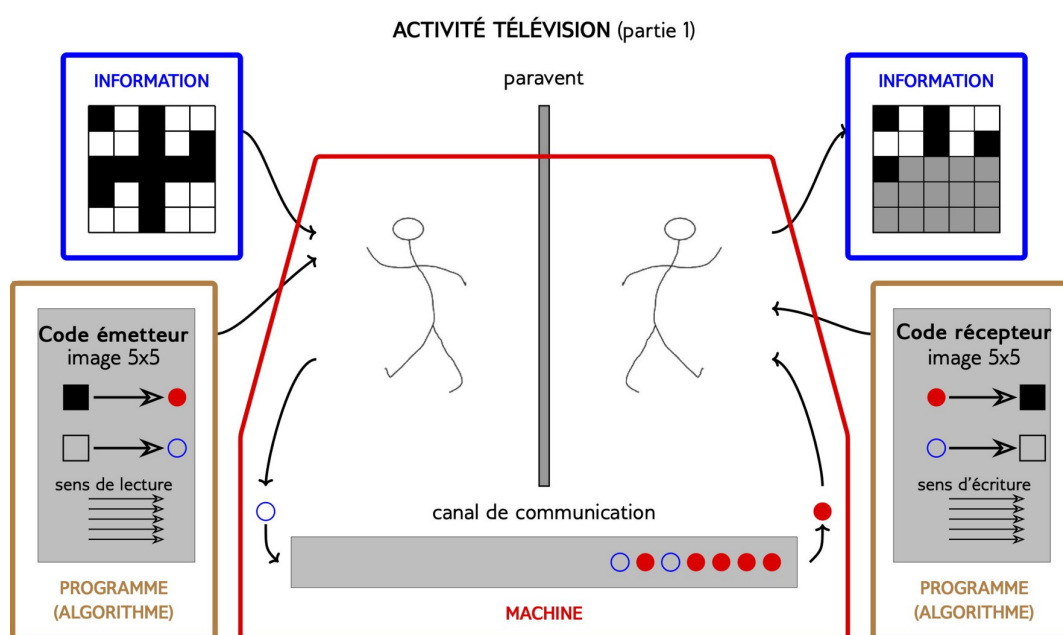 ACTIVITÉ TÉLÉVISION (partie 1)
INFORMATION
paravent
INFORMATION
Code émetteur
image 5x5
sens de lecture
PROGRAMME
(ALGORITHME)
canal de communication
MACHINE
Code récepteur
image 5x5
sens d'écriture
PROGRAMME
(ALGORITHME)